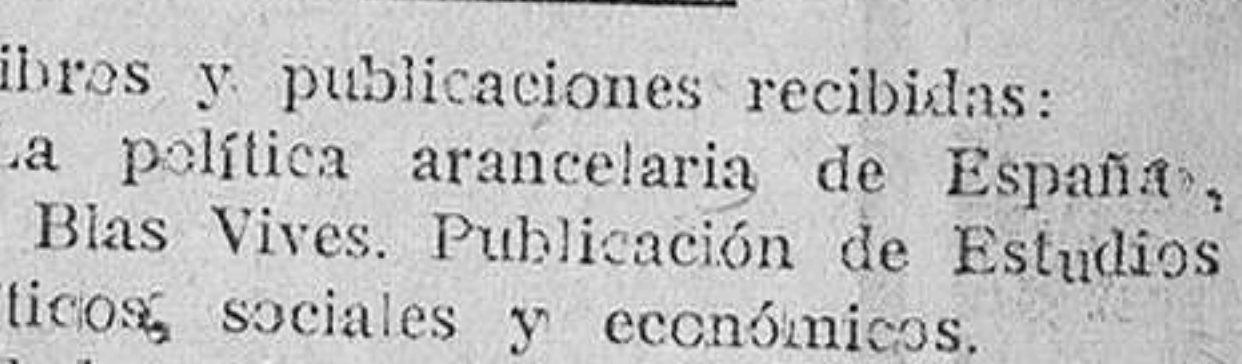 ibros y publicaciones recibidas:
a política arancelaria de España»,
Blas Vives. Publicación de Estudios
ticos, sociales y económicos.